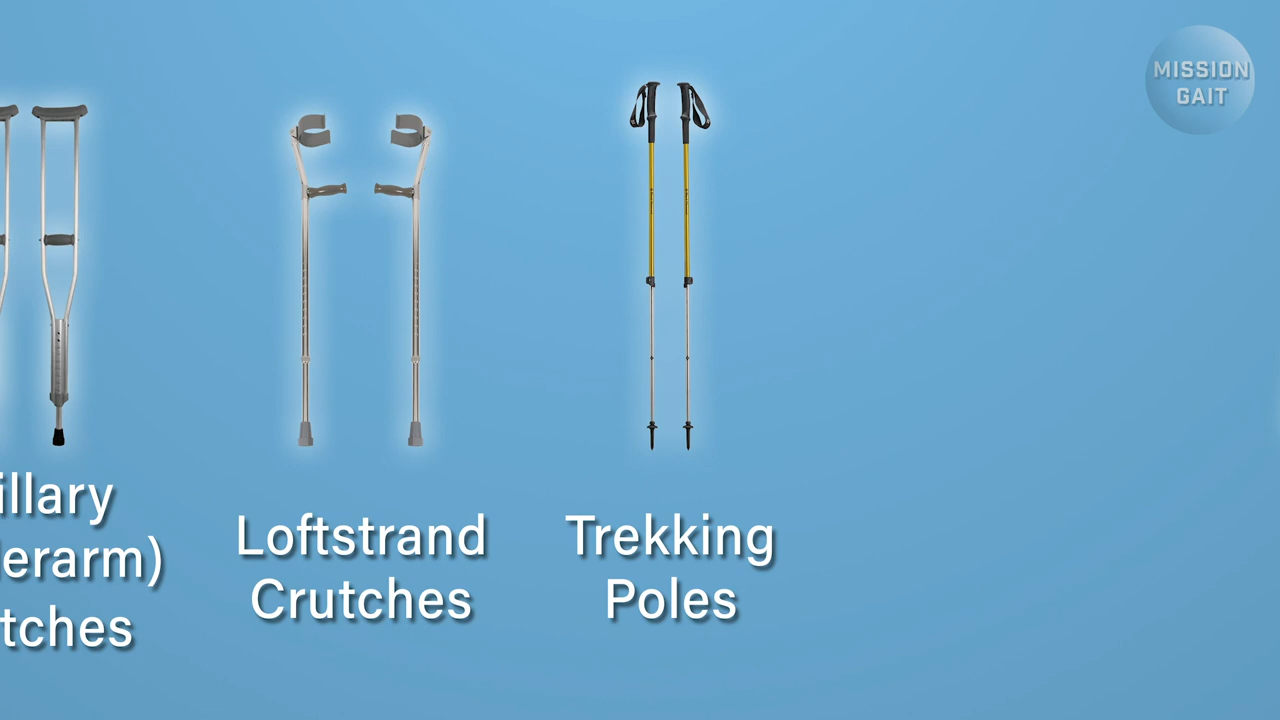 MISSION
GAIT
illary
erarm)
tches
Loftstrand
Crutches
Trekking
Poles